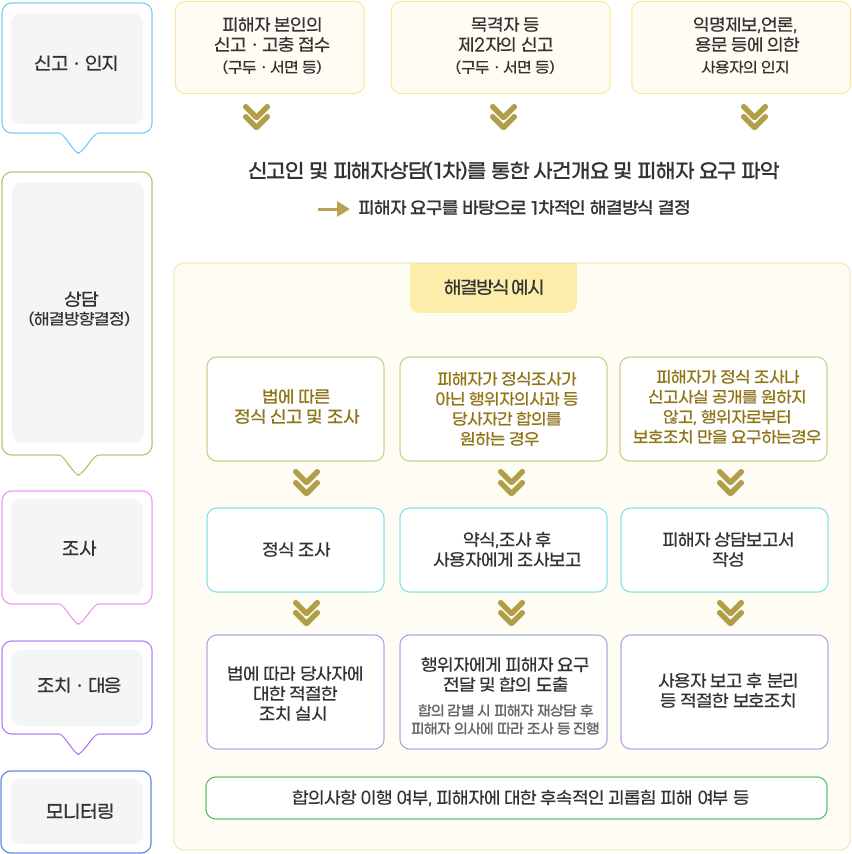 신고 · 인지
피해자 본인의
신고 · 고충 접수
(구두 · 서면 등)
목격자 등
제2자의 신고
(구두 · 서면 등)
익명제보,언론,
용문 등에 의한
사용자의 인지
신고인 및 피해자상담(1차)를 통한 사건개요 및 피해자 요구 파악
피해자 요구를 바탕으로 1차적인 해결방식 결정
상담
(해결방향결정)
해결방식 예시
법에 따른
정식 신고 및 조사
피해자가 정식조사가
아닌 행위자의사과 등
당사자간 합의를
원하는 경우
피해자가 정식 조사나
신고사실 공개를 원하지
않고, 행위자로부터
보호조치 만을 요구하는경우
조사
정식 조사
약식,조사 후
사용자에게 조사보고
피해자 상담보고서
작성
조치 · 대응
법에 따라 당사자에
대한 적절한
조치 실시
행위자에게 피해자 요구
전달 및 합의 도출
합의 감별 시 피해자 재상담 후
피해자 의사에 따라 조사 등 진행
사용자 보고 후 분리
등 적절한 보호조치
모니터링
합의사항 이행 여부, 피해자에 대한 후속적인 괴롭힘 피해 여부 등